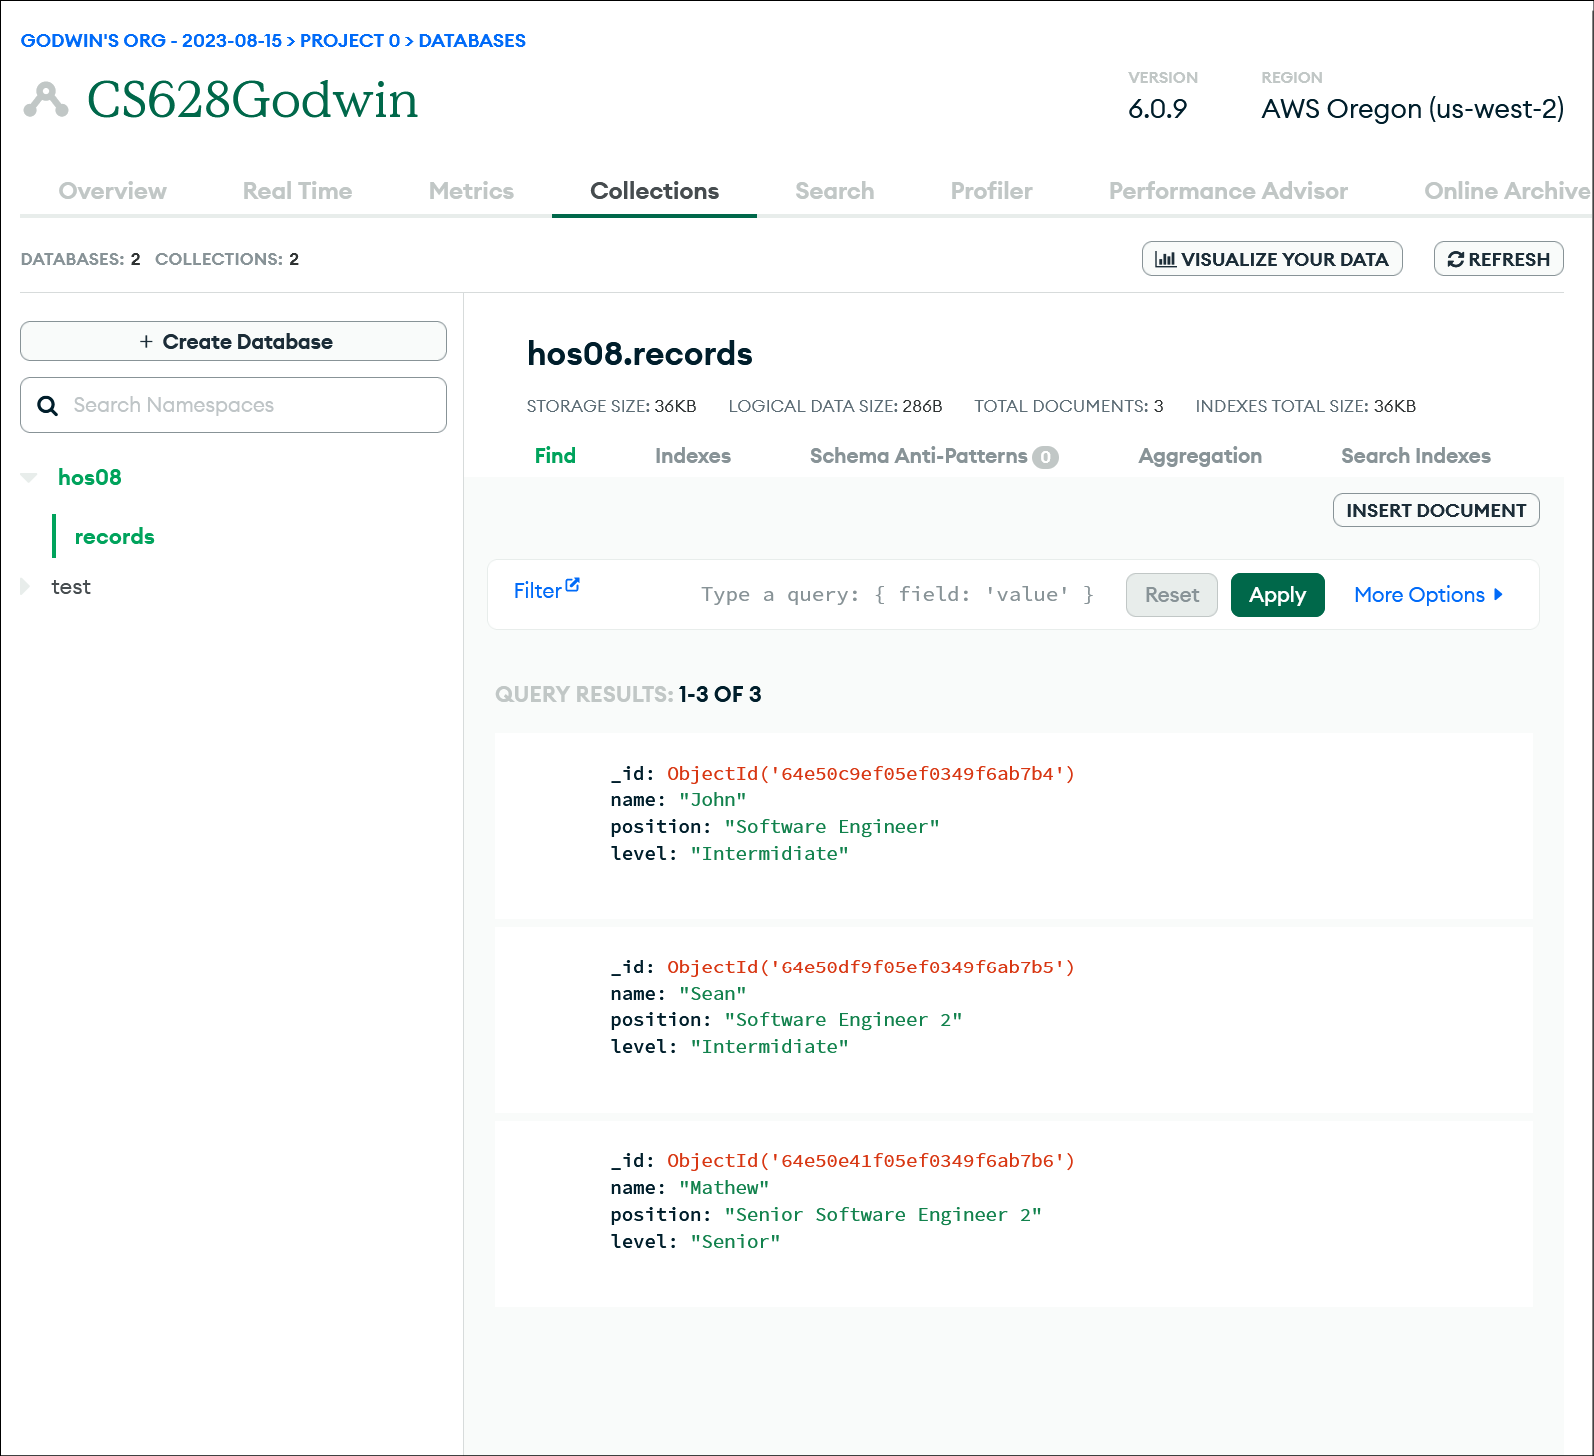 GODWIN'S ORG - 2023-08-15 > PROJECT 0 > DATABASES
CS628Godwin
VERSION
6.0.9
REGION
AWS Oregon (us-west-2)
Overview Real Time Metrics Collections Search Profiler Performance Advisor Online Archive
DATABASES: 2 COLLECTIONS: 2
VISUALIZE YOUR DATA
REFRESH
+ Create Database
Search Namespaces
hos08
records
test
hos08.records
STORAGE SIZE: 36KB LOGICAL DATA SIZE: 286B TOTAL DOCUMENTS: 3 INDEXES TOTAL SIZE: 36KB
Find Indexes Schema Anti-Patterns 0 Aggregation Search Indexes
INSERT DOCUMENT
Filter Type a query: { field: 'value' } Reset Apply More Options
QUERY RESULTS: 1-3 OF 3
_id: ObjectId('64e50c9ef05ef0349f6ab7b4')
name: "John"
position: "Software Engineer"
level: "Intermidiate"
_id: ObjectId('64e50df9f05ef0349f6ab7b5')
name: "Sean"
position: "Software Engineer 2"
level: "Intermidiate"
_id: ObjectId('64e50e41f05ef0349f6ab7b6')
name: "Mathew"
position: "Senior Software Engineer 2"
level: "Senior"